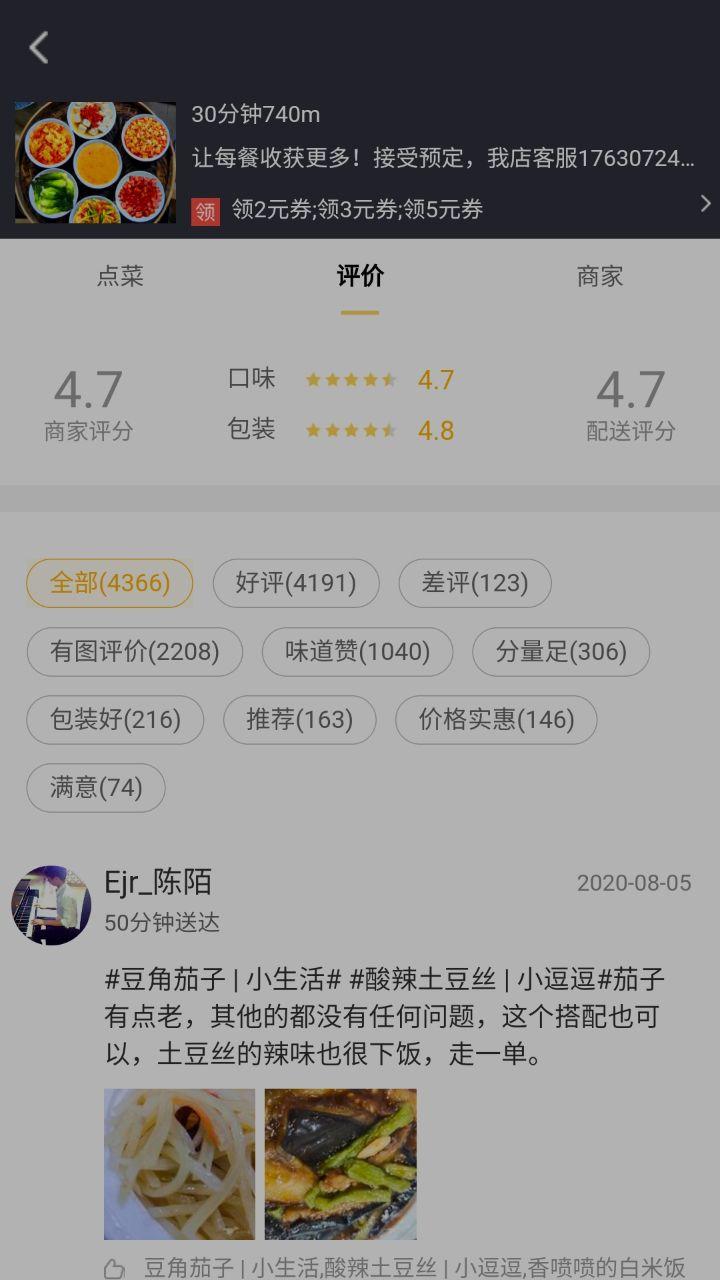 30分钟740m
让每餐收获更多！接受预定，我店客服17630724...
领 领2元券;领3元券;领5元券
点菜 评价 商家
4.7 口味 4.7 4.7
商家评分 包装 4.8 配送评分
全部(4366) 好评(4191) 差评(123)
有图评价(2208) 味道赞(1040) 分量足(306)
包装好(216) 推荐(163) 价格实惠(146)
满意(74)
Ejr_陈陌 2020-08-05
50分钟送达
#豆角茄子 | 小生活# #酸辣土豆丝 | 小逗逗#茄子
有点老，其他的都没有任何问题，这个搭配也可
以，土豆丝的辣味也很下饭，走一单。
豆角茄子 | 小生活,酸辣土豆丝 | 小逗逗,香喷喷的白米饭